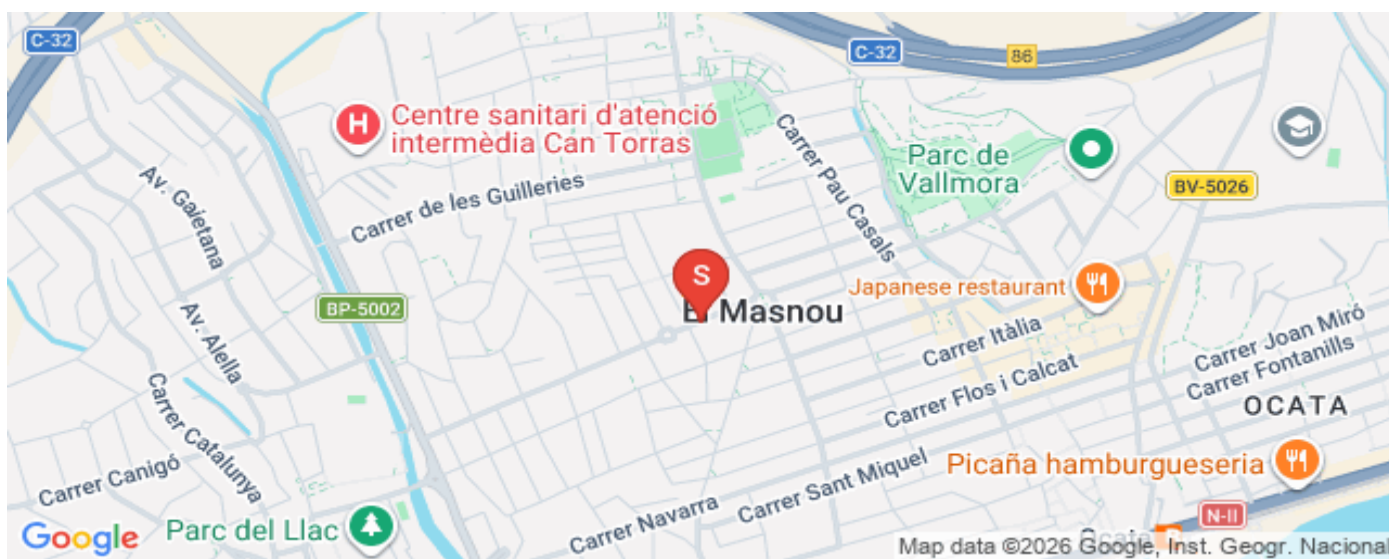 C-32
C-32
86
H
Centre sanitari d'atenció
intermèdia Can Torras
Carrer Pau Casals
Parc de
Vallmora
BV-5026
Av. Gaietana
Carrer de les Guilleries
S
El Masnou
Japanese restaurant
BP-5002
Av. Alella
Carrer Itàlia
Carrer Joan Miró
Carrer Fontanills
Carrer Flos i Calcat
OCATA
Carrer Catalunya
Carrer Canigó
Carrer Sant Miquel
Picaña hamburgueseria
Carrer Navarra
N-II
Parc del Llac
Google
Ocata
Map data ©2026 Google, Inst. Geogr. Nacional